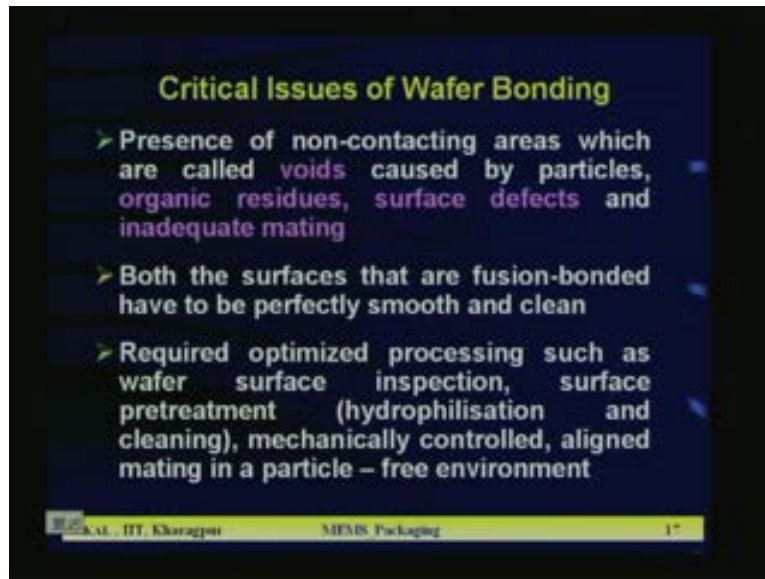 Critical Issues of Wafer Bonding
➢ Presence of non-contacting areas which
are called voids caused by particles,
organic residues, surface defects and
inadequate mating
➢ Both the surfaces that are fusion-bonded
have to be perfectly smooth and clean
➢ Required optimized processing such as
wafer surface inspection, surface
pretreatment (hydrophilisation and
cleaning), mechanically controlled, aligned
mating in a particle – free environment
KAL , IIT, Kharagpur MEMS Packaging 17